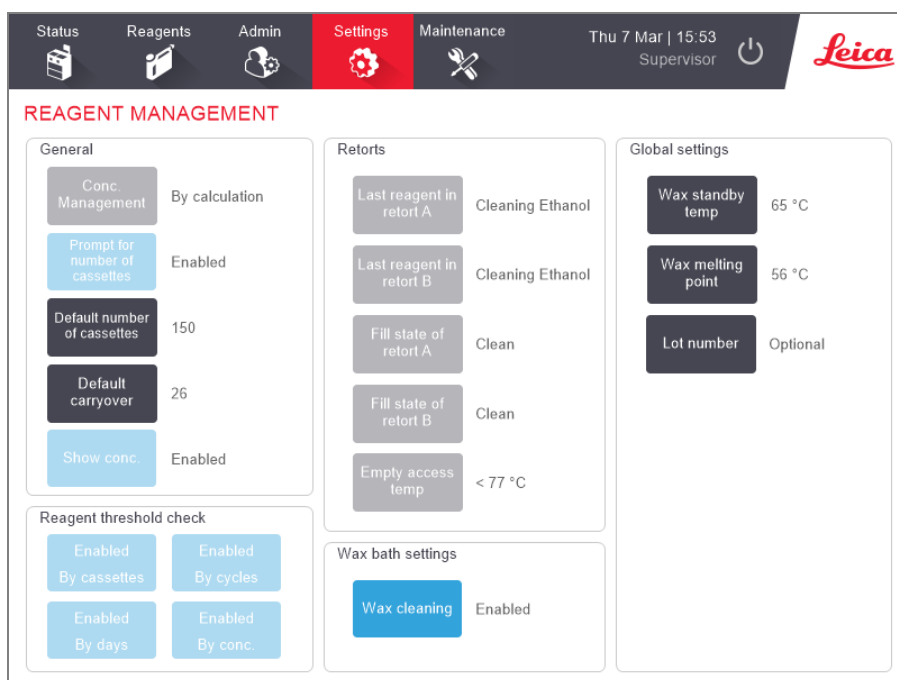 Status Reagents Admin Settings Maintenance
Thu 7 Mar | 15:53
Supervisor
Leica
REAGENT MANAGEMENT
General
Conc.
Management
By calculation
Prompt for
number of
cassettes
Enabled
Default number
of cassettes
150
Default
carryover
26
Show conc.
Enabled
Reagent threshold check
Enabled
By cassettes
Enabled
By cycles
Enabled
By days
Enabled
By conc.
Retorts
Last reagent in
retort A
Cleaning Ethanol
Last reagent in
retort B
Cleaning Ethanol
Fill state of
retort A
Clean
Fill state of
retort B
Clean
Empty access
temp
< 77 °C
Wax bath settings
Wax cleaning
Enabled
Global settings
Wax standby
temp
65 °C
Wax melting
point
56 °C
Lot number
Optional